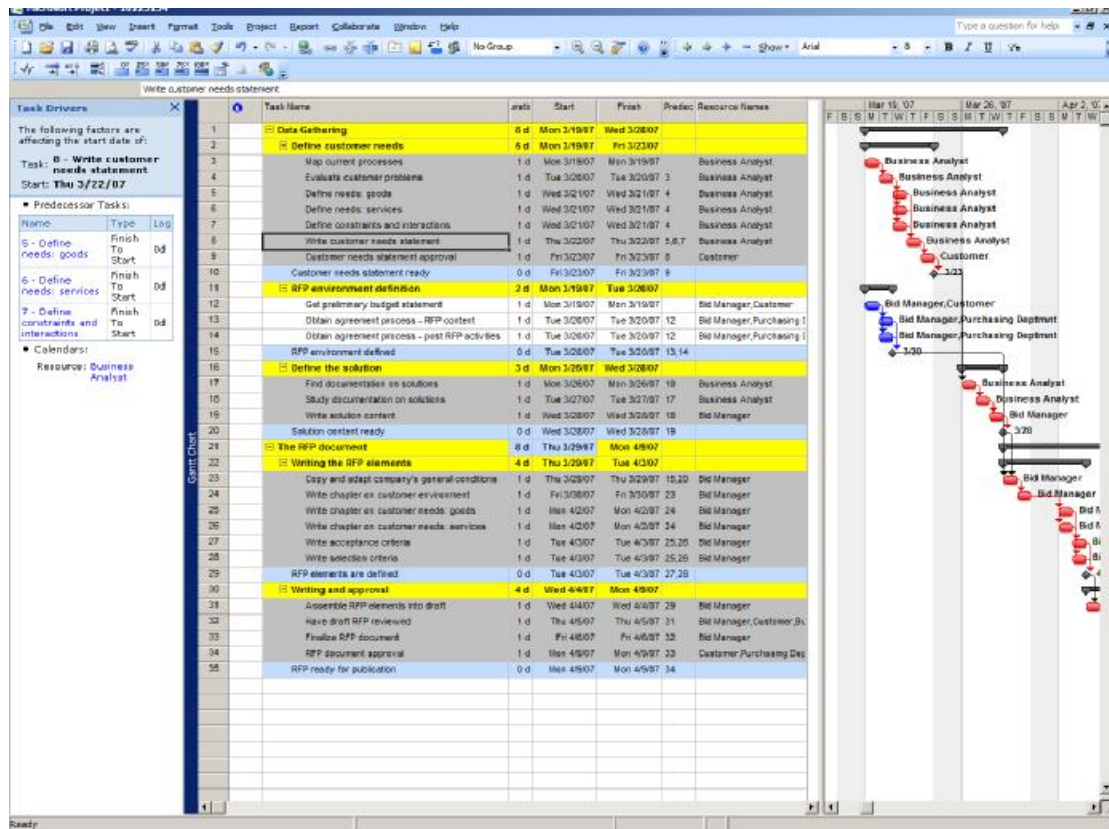 File Edit View Insert Format Tools Project Report Collaborate Window Help
Type a question for help
No Group
Show
Arial
8
B I U
Write customer needs statement
Task Drivers
The following factors are
affecting the start date of:
Task: 8 - Write customer
needs statement
Start: Thu 3/22/07
Predecessor Tasks:
Name Type Lag
5 - Define needs: goods Finish To Start 0d
6 - Define needs: services Finish To Start 0d
7 - Define constraints and interactions Finish To Start 0d
Calendars:
Resource: Business
Analyst
Gantt Chart
Task Name Start Finish Predec Resource Names
1 Data Gathering 8 d Mon 3/19/07 Wed 3/28/07
2 Define customer needs 5 d Mon 3/19/07 Fri 3/23/07
3 Map current processes 1 d Mon 3/19/07 Mon 3/19/07 Business Analyst
4 Evaluate customer problems 1 d Tue 3/20/07 Tue 3/20/07 3 Business Analyst
5 Define needs: goods 1 d Wed 3/21/07 Wed 3/21/07 4 Business Analyst
6 Define needs: services 1 d Wed 3/21/07 Wed 3/21/07 4 Business Analyst
7 Define constraints and interactions 1 d Wed 3/21/07 Wed 3/21/07 4 Business Analyst
8 Write customer needs statement 1 d Thu 3/22/07 Thu 3/22/07 5,6,7 Business Analyst
9 Customer needs statement approval 1 d Fri 3/23/07 Fri 3/23/07 8 Customer
10 Customer needs statement ready 0 d Fri 3/23/07 Fri 3/23/07 9
11 RFP environment definition 2 d Mon 3/19/07 Tue 3/20/07
12 Get preliminary budget statement 1 d Mon 3/19/07 Mon 3/19/07 Bid Manager,Customer
13 Obtain agreement process - RFP content 1 d Tue 3/20/07 Tue 3/20/07 12 Bid Manager,Purchasing
14 Obtain agreement process - post RFP activities 1 d Tue 3/20/07 Tue 3/20/07 12 Bid Manager,Purchasing
15 RFP environment defined 0 d Tue 3/20/07 Tue 3/20/07 13,14
16 Define the solution 3 d Mon 3/26/07 Wed 3/28/07
17 Find documentation on solutions 1 d Mon 3/26/07 Mon 3/26/07 10 Business Analyst
18 Study documentation on solutions 1 d Tue 3/27/07 Tue 3/27/07 17 Business Analyst
19 Write solution content 1 d Wed 3/28/07 Wed 3/28/07 18 Bid Manager
20 Solution content ready 0 d Wed 3/28/07 Wed 3/28/07 19
21 The RFP document 8 d Thu 3/29/07 Mon 4/9/07
22 Writing the RFP elements 4 d Thu 3/29/07 Tue 4/3/07
23 Copy and adapt company's general conditions 1 d Thu 3/29/07 Thu 3/29/07 15,20 Bid Manager
24 Write chapter on customer environment 1 d Fri 3/30/07 Fri 3/30/07 23 Bid Manager
25 Write chapter on customer needs: goods 1 d Mon 4/2/07 Mon 4/2/07 24 Bid Manager
26 Write chapter on customer needs: services 1 d Mon 4/2/07 Mon 4/2/07 24 Bid Manager
27 Write acceptance criteria 1 d Tue 4/3/07 Tue 4/3/07 25,26 Bid Manager
28 Write selection criteria 1 d Tue 4/3/07 Tue 4/3/07 25,26 Bid Manager
29 RFP elements are defined 0 d Tue 4/3/07 Tue 4/3/07 27,28
30 Writing and approval 4 d Wed 4/4/07 Mon 4/9/07
31 Assemble RFP elements into draft 1 d Wed 4/4/07 Wed 4/4/07 29 Bid Manager
32 Have draft RFP reviewed 1 d Thu 4/5/07 Thu 4/5/07 31 Bid Manager,Customer,Bu
33 Finalize RFP document 1 d Fri 4/6/07 Fri 4/6/07 32 Bid Manager
34 RFP document approval 1 d Mon 4/9/07 Mon 4/9/07 33 Customer,Purchasing Dep
35 RFP ready for publication 0 d Mon 4/9/07 Mon 4/9/07 34
Mar 19, '07 Mar 26, '07 Apr 2, '07
F S S M T W T F S S M T W T F S S M T W
Business Analyst
Business Analyst
Business Analyst
Business Analyst
Business Analyst
Business Analyst
Customer
3/23
Bid Manager,Customer
Bid Manager,Purchasing Deptmnt
Bid Manager,Purchasing Deptmnt
3/20
Business Analyst
Business Analyst
Bid Manager
3/28
Bid Manager
Bid Manager
Ready